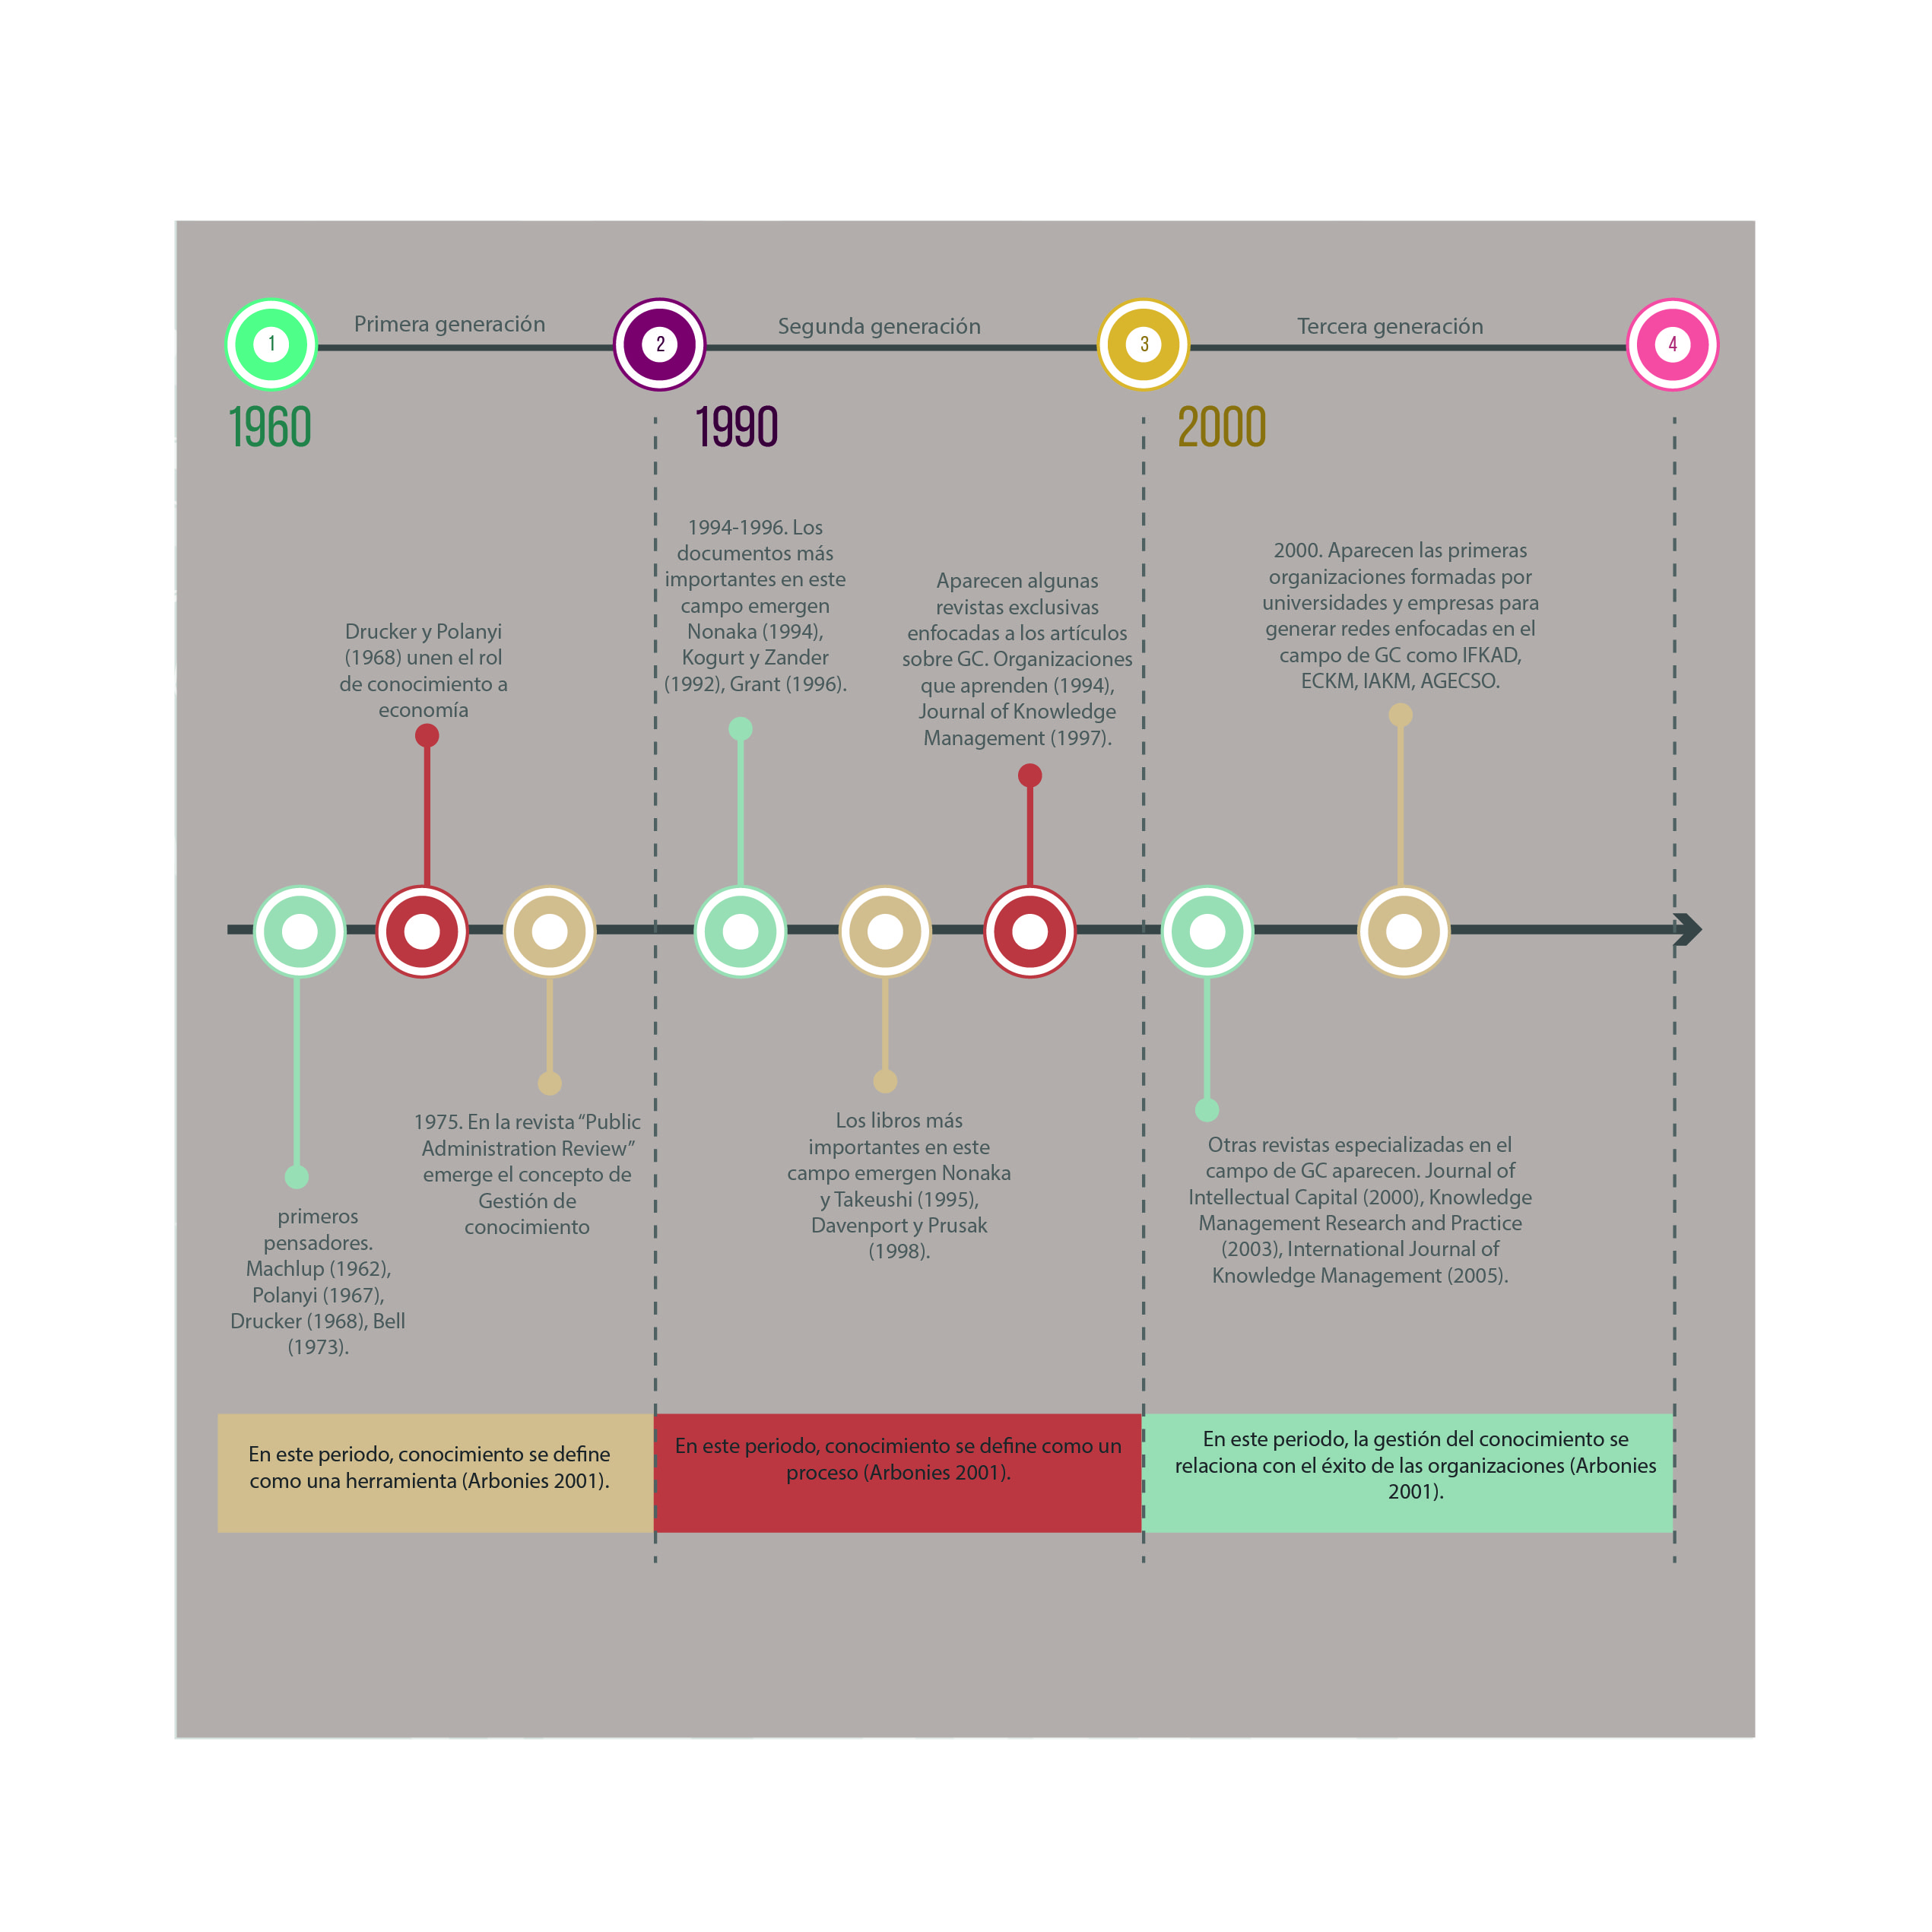 1
Primera generación
2
Segunda generación
3
Tercera generación
4
1960
1990
2000
Drucker y Polanyi
(1968) unen el rol
de conocimiento a
economía
1994-1996. Los
documentos más
importantes en este
campo emergen
Nonaka (1994),
Kogurt y Zander
(1992), Grant (1996).
Aparecen algunas
revistas exclusivas
enfocadas a los artículos
sobre GC. Organizaciones
que aprenden (1994),
Journal of Knowledge
Management (1997).
2000. Aparecen las primeras
organizaciones formadas por
universidades y empresas para
generar redes enfocadas en el
campo de GC como IFKAD,
ECKM, IAKM, AGECSO.
primeros
pensadores.
Machlup (1962),
Polanyi (1967),
Drucker (1968), Bell
(1973).
1975. En la revista “Public
Administration Review”
emerge el concepto de
Gestión de
conocimiento
Los libros más
importantes en este
campo emergen Nonaka
y Takeushi (1995),
Davenport y Prusak
(1998).
Otras revistas especializadas en el
campo de GC aparecen. Journal of
Intellectual Capital (2000), Knowledge
Management Research and Practice
(2003), International Journal of
Knowledge Management (2005).
En este periodo, conocimiento se define
como una herramienta (Arbonies 2001).
En este periodo, conocimiento se define como un
proceso (Arbonies 2001).
En este periodo, la gestión del conocimiento se
relaciona con el éxito de las organizaciones (Arbonies
2001).